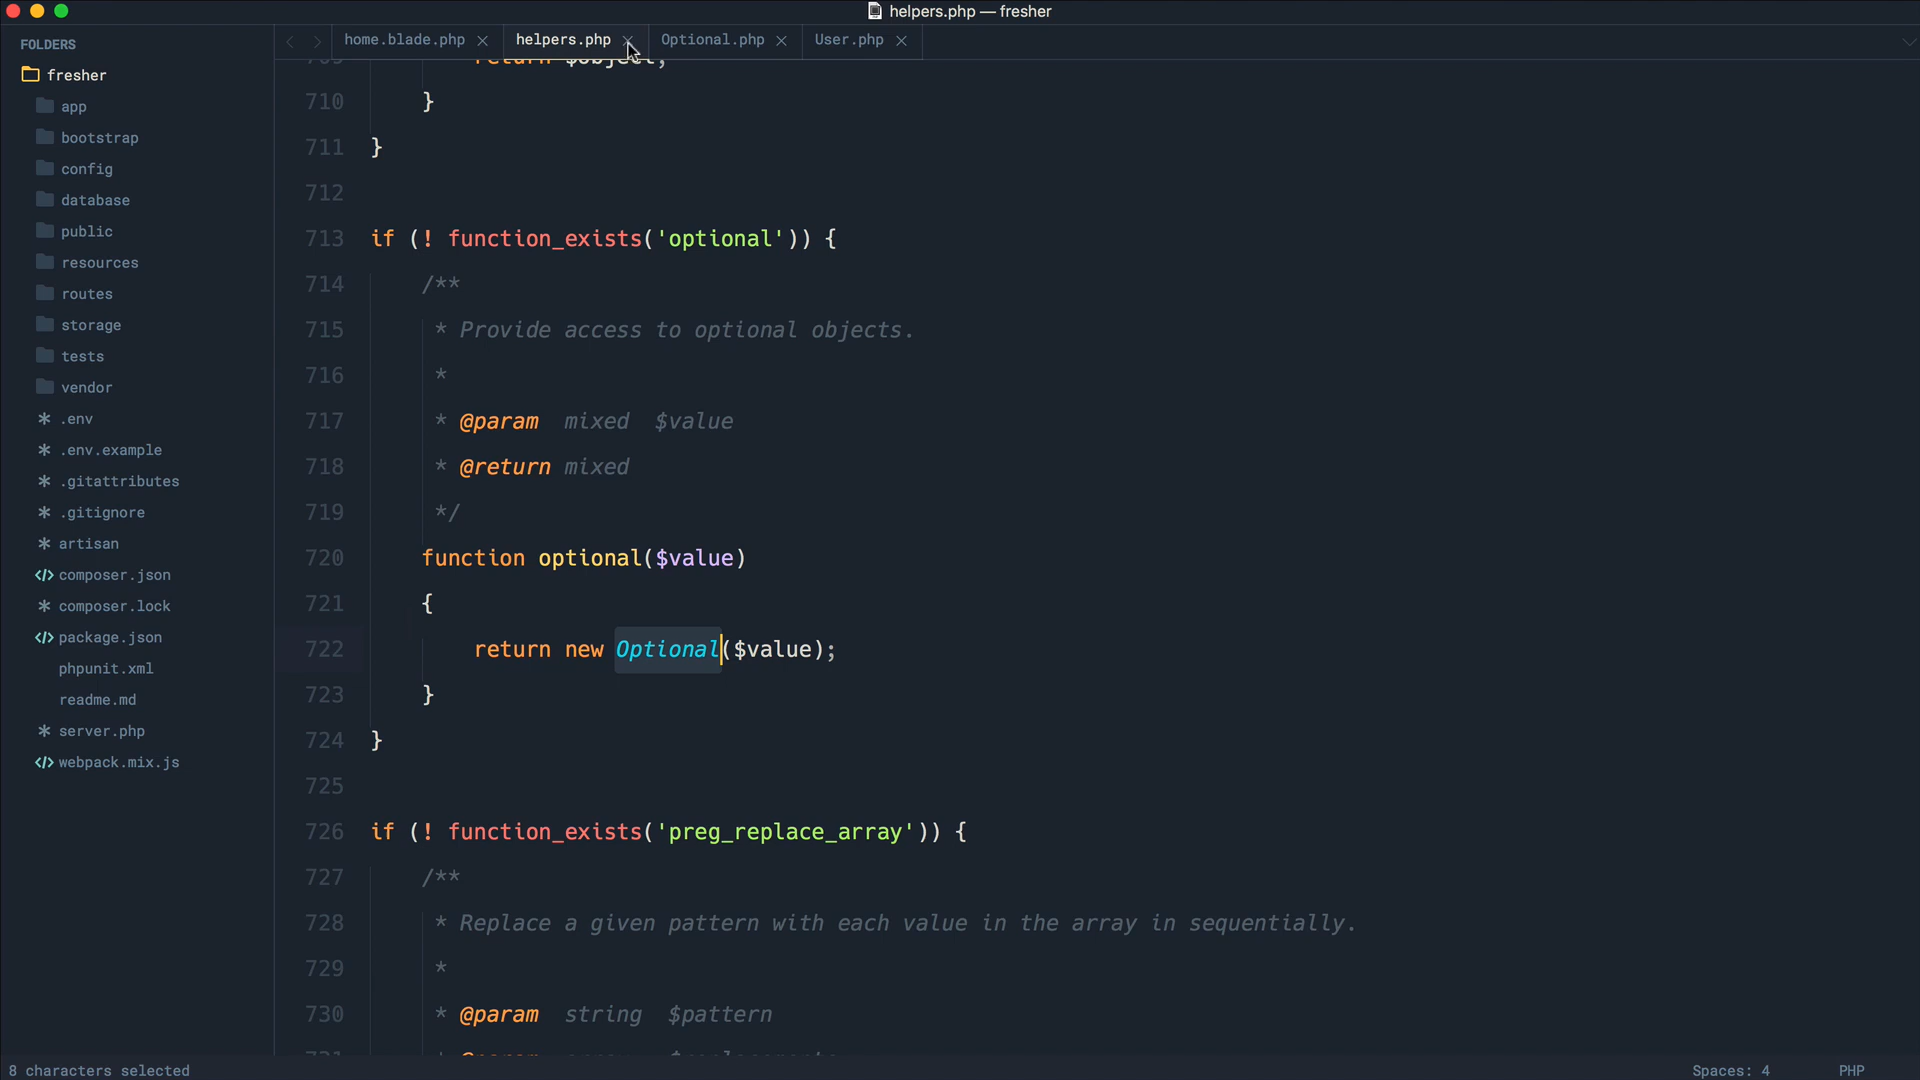 helpers.php — fresher
FOLDERS
fresher
app
bootstrap
config
database
public
resources
routes
storage
tests
vendor
.env
.env.example
.gitattributes
.gitignore
artisan
composer.json
composer.lock
package.json
phpunit.xml
readme.md
server.php
webpack.mix.js
home.blade.php
helpers.php
Optional.php
User.php
return $object;
710 }
711 }
712
713 if (! function_exists('optional')) {
714 /**
715 * Provide access to optional objects.
716 *
717 * @param mixed $value
718 * @return mixed
719 */
720 function optional($value)
721 {
722 return new Optional($value);
723 }
724 }
725
726 if (! function_exists('preg_replace_array')) {
727 /**
728 * Replace a given pattern with each value in the array in sequentially.
729 *
730 * @param string $pattern
8 characters selected
Spaces: 4
PHP